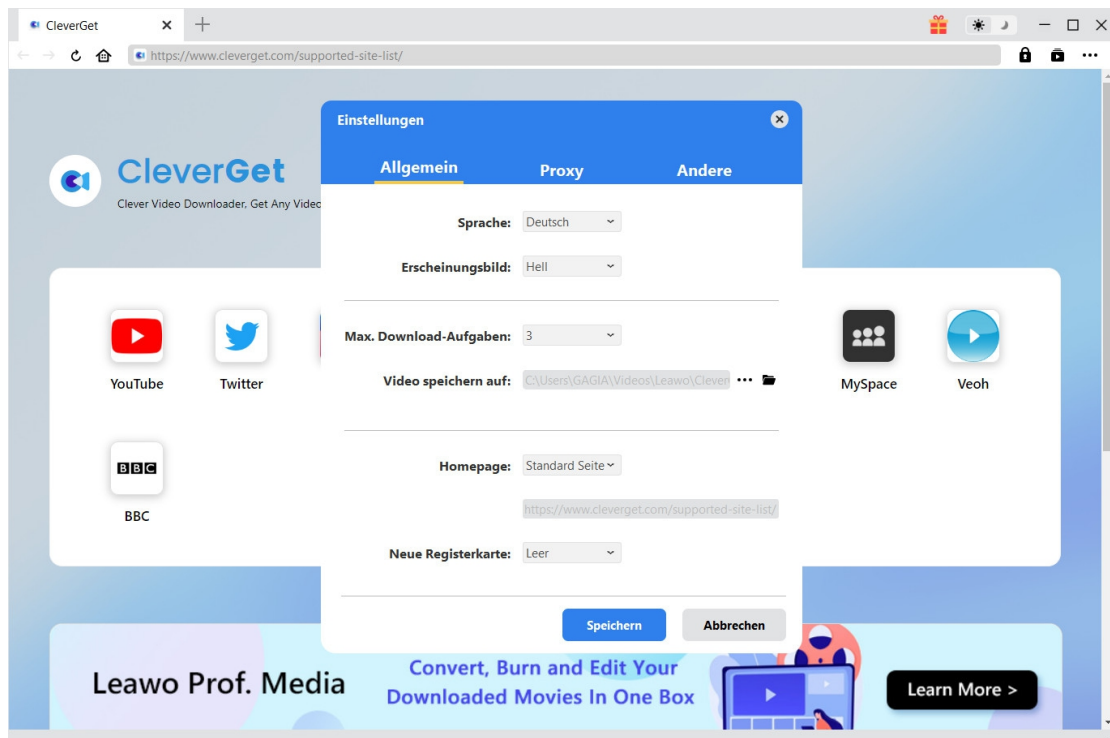 CleverGet
https://www.cleverget.com/supported-site-list/
Einstellungen
Allgemein Proxy Andere
CleverGet
Clever Video Downloader, Get Any Video
Sprache: Deutsch
Erscheinungsbild: Hell
Max. Download-Aufgaben: 3
Video speichern auf: C:\Users\GAGIA\Videos\Leawo\Clever
YouTube Twitter MySpace Veoh
Homepage: Standard Seite
https://www.cleverget.com/supported-site-list/
BBC
BBC
Neue Registerkarte: Leer
Speichern Abbrechen
Leawo Prof. Media
Convert, Burn and Edit Your
Downloaded Movies In One Box
Learn More >